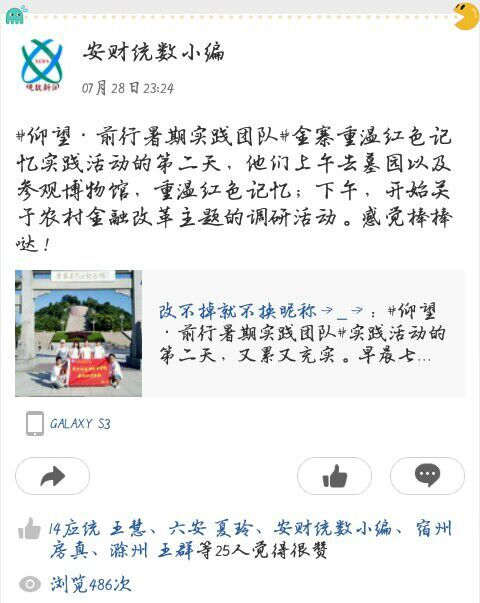 安财统数小编
07月28日23:24
NEWS
统数新闻
#仰望·前行暑期实践团队#金寨重温红色记
忆实践活动的第二天，他们上午去墓园以及
参观博物馆，重温红色记忆；下午，开始关
于农村金融改革主题的调研活动。感觉棒棒
哒！
改不掉就不换昵称→_→：#仰望
·前行暑期实践团队#实践活动的
第二天，又累又充实。早晨七...
GALAXY S3
14应统 王慧、六安 夏玲、安财统数小编、宿州
房真、滁州 王群等25人觉得很赞
浏览486次